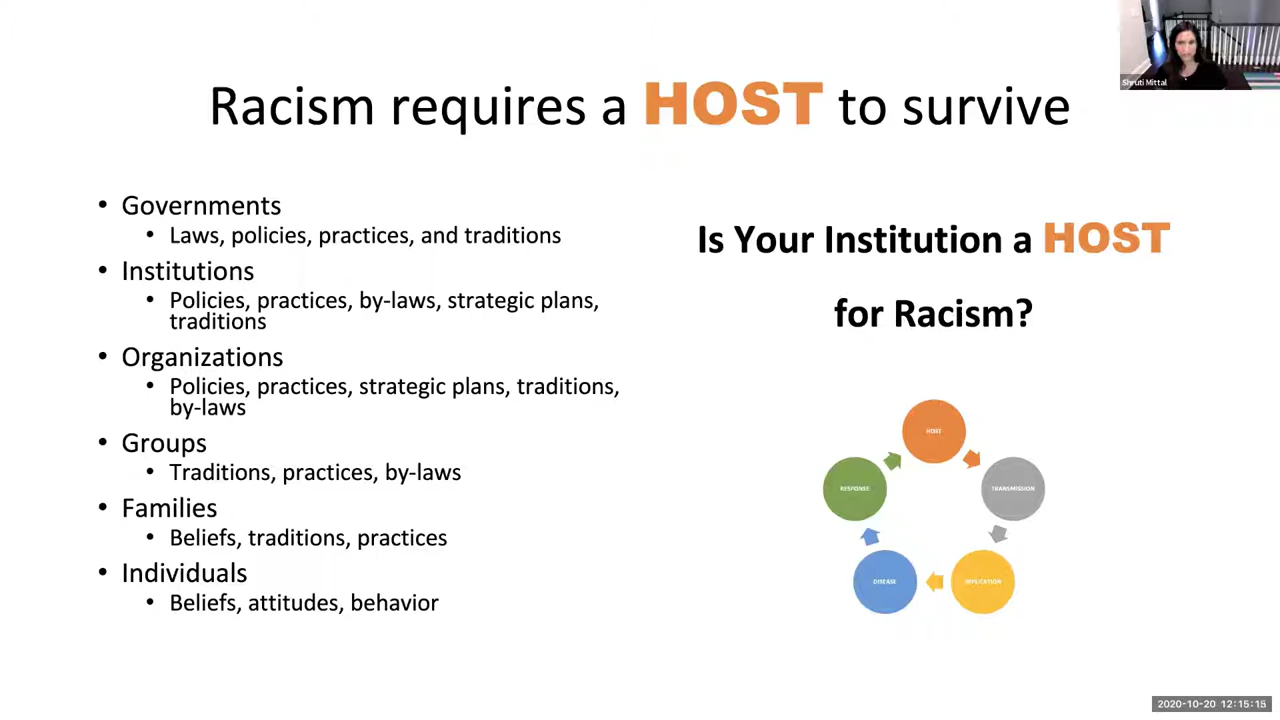 Shruti Mittal
Racism requires a HOST to survive
• Governments
• Laws, policies, practices, and traditions
• Institutions
• Policies, practices, by-laws, strategic plans,
traditions
• Organizations
• Policies, practices, strategic plans, traditions,
by-laws
• Groups
• Traditions, practices, by-laws
• Families
• Beliefs, traditions, practices
• Individuals
• Beliefs, attitudes, behavior
Is Your Institution a HOST
for Racism?
HOST
TRANSMISSION
REPLICATION
DISEASE
RESPONSE
2020-10-20 12:15:15